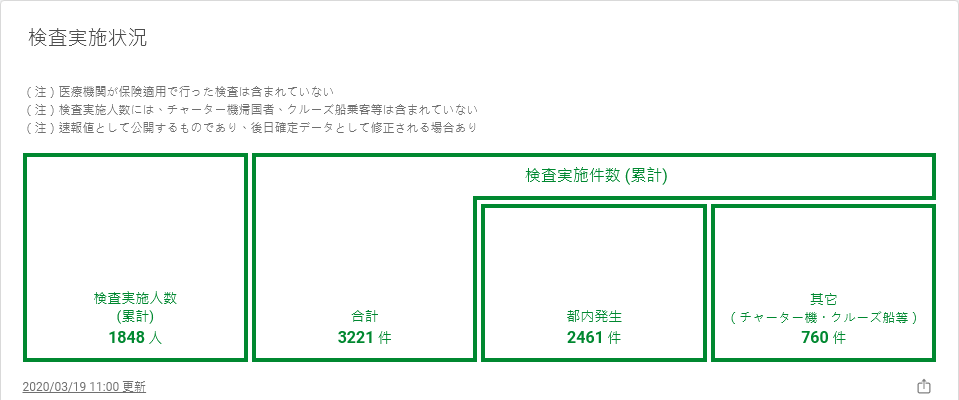 検査実施状況
(注) 医療機関が保険適用で行った検査は含まれていない
(注) 検査実施人数には、チャーター機帰国者、クルーズ船乗客等は含まれていない
(注) 速報値として公開するものであり、後日確定データとして修正される場合あり
検査実施件数 (累計)
検査実施人数
(累計)
1848 人
合計
3221 件
都内発生
2461 件
其它
(チャーター機・クルーズ船等)
760 件
2020/03/19 11:00 更新